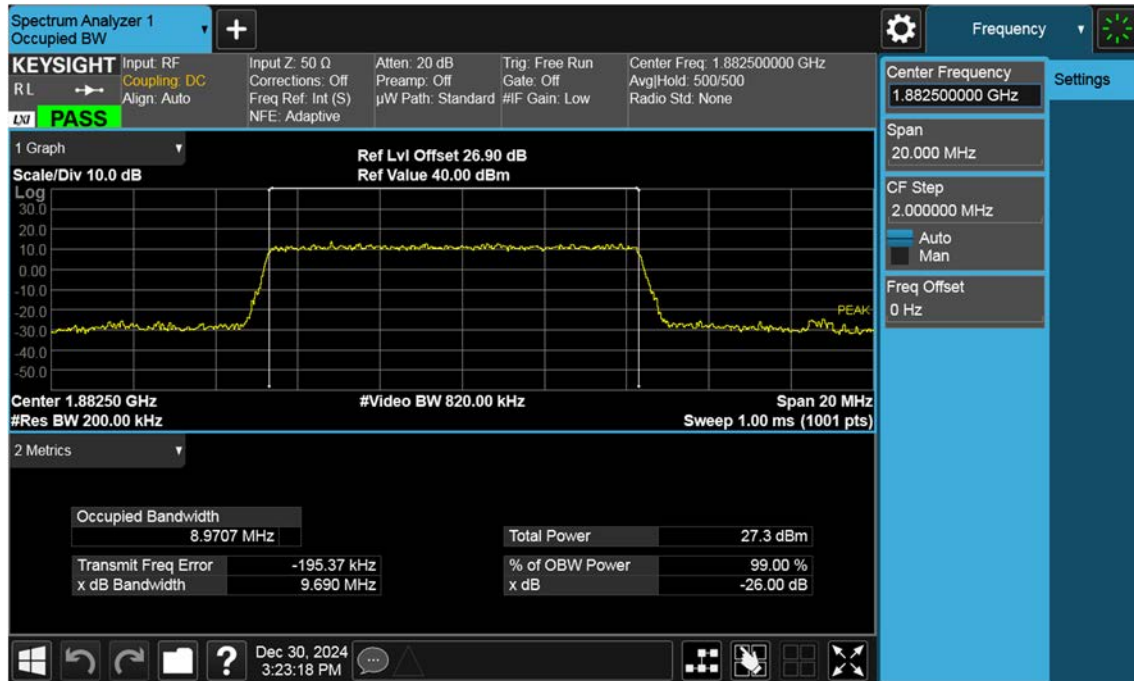 Spectrum Analyzer 1
Occupied BW
+
Frequency
KEYSIGHT
R L
LXI PASS
Input: RF
Coupling: DC
Align: Auto
Input Z: 50 Ω
Corrections: Off
Freq Ref: Int (S)
NFE: Adaptive
Atten: 20 dB
Preamp: Off
µW Path: Standard
Trig: Free Run
Gate: Off
#IF Gain: Low
Center Freq: 1.882500000 GHz
Avg|Hold: 500/500
Radio Std: None
1 Graph
Scale/Div 10.0 dB
Ref Lvl Offset 26.90 dB
Ref Value 40.00 dBm
Log
30.0
20.0
10.0
0.00
-10.0
-20.0
-30.0
-40.0
-50.0
PEAK
Center 1.88250 GHz
#Video BW 820.00 kHz
Span 20 MHz
#Res BW 200.00 kHz
Sweep 1.00 ms (1001 pts)
2 Metrics
Occupied Bandwidth
8.9707 MHz
Transmit Freq Error -195.37 kHz
x dB Bandwidth 9.690 MHz
Total Power 27.3 dBm
% of OBW Power 99.00 %
x dB -26.00 dB
Center Frequency
1.882500000 GHz
Settings
Span
20.000 MHz
CF Step
2.000000 MHz
Auto
Man
Freq Offset
0 Hz
?
Dec 30, 2024
3:23:18 PM